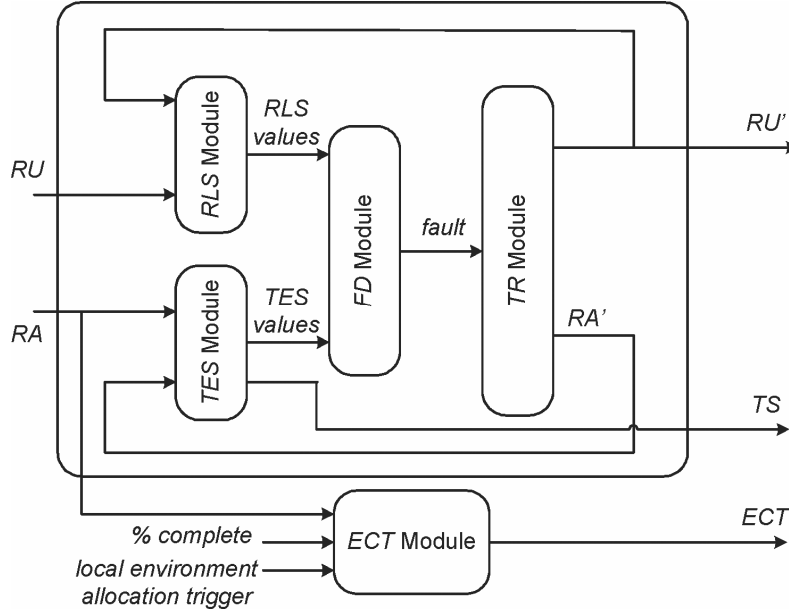 RLS Module
RLS
values
RU'
RU
FD Module
fault
TR Module
TES Module
TES
values
RA'
RA
TS
ECT
% complete
ECT Module
local environment
allocation trigger